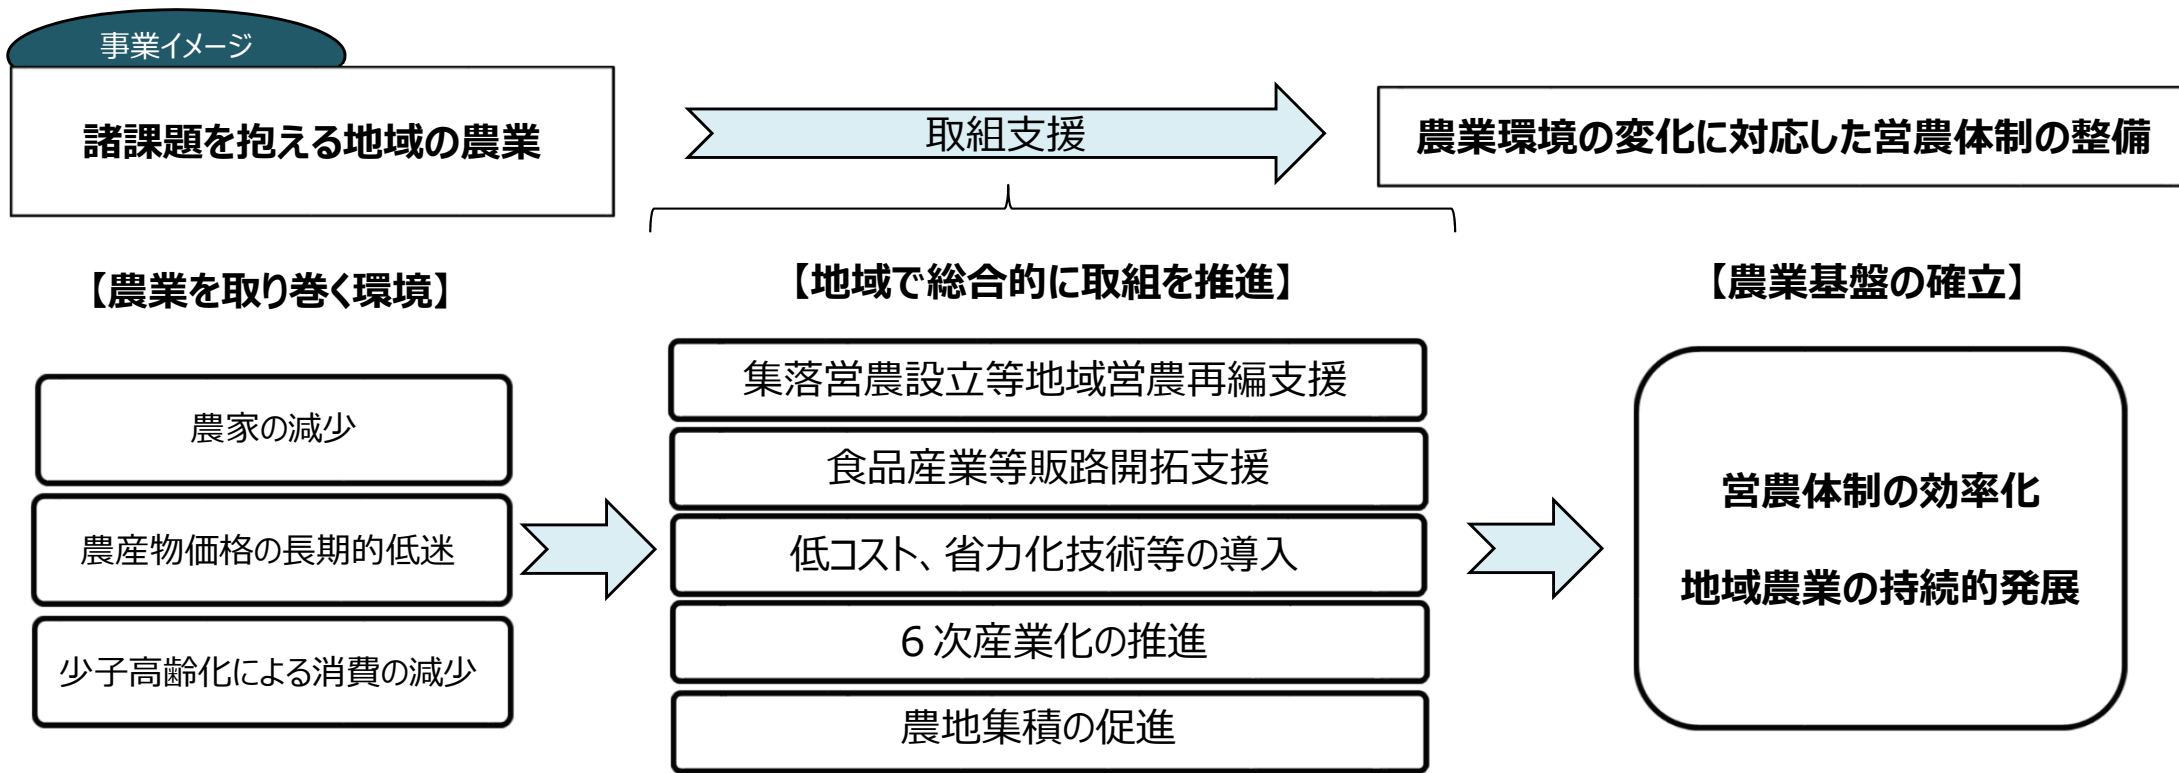 事業イメージ
諸課題を抱える地域の農業
取組支援
農業環境の変化に対応した営農体制の整備
【農業を取り巻く環境】
農家の減少
農産物価格の長期的低迷
少子高齢化による消費の減少
【地域で総合的に取組を推進】
集落営農設立等地域営農再編支援
食品産業等販路開拓支援
低コスト、省力化技術等の導入
６次産業化の推進
農地集積の促進
【農業基盤の確立】
営農体制の効率化
地域農業の持続的発展